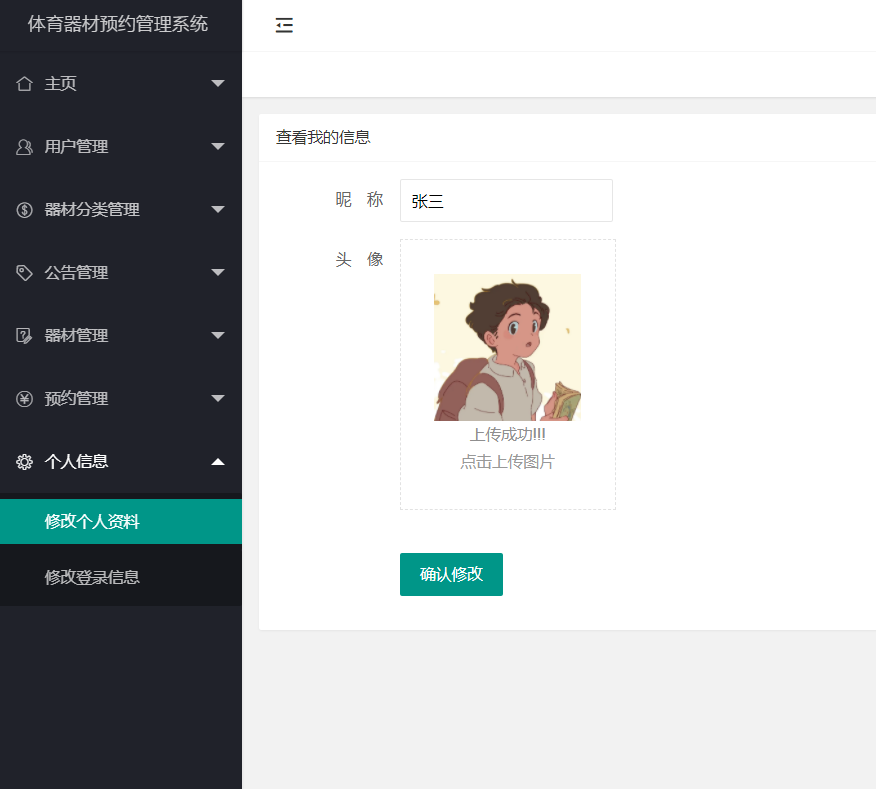 体育器材预约管理系统
主页
用户管理
器材分类管理
公告管理
器材管理
预约管理
个人信息
修改个人资料
修改登录信息
查看我的信息
昵 称
张三
头 像
上传成功!!!
点击上传图片
确认修改